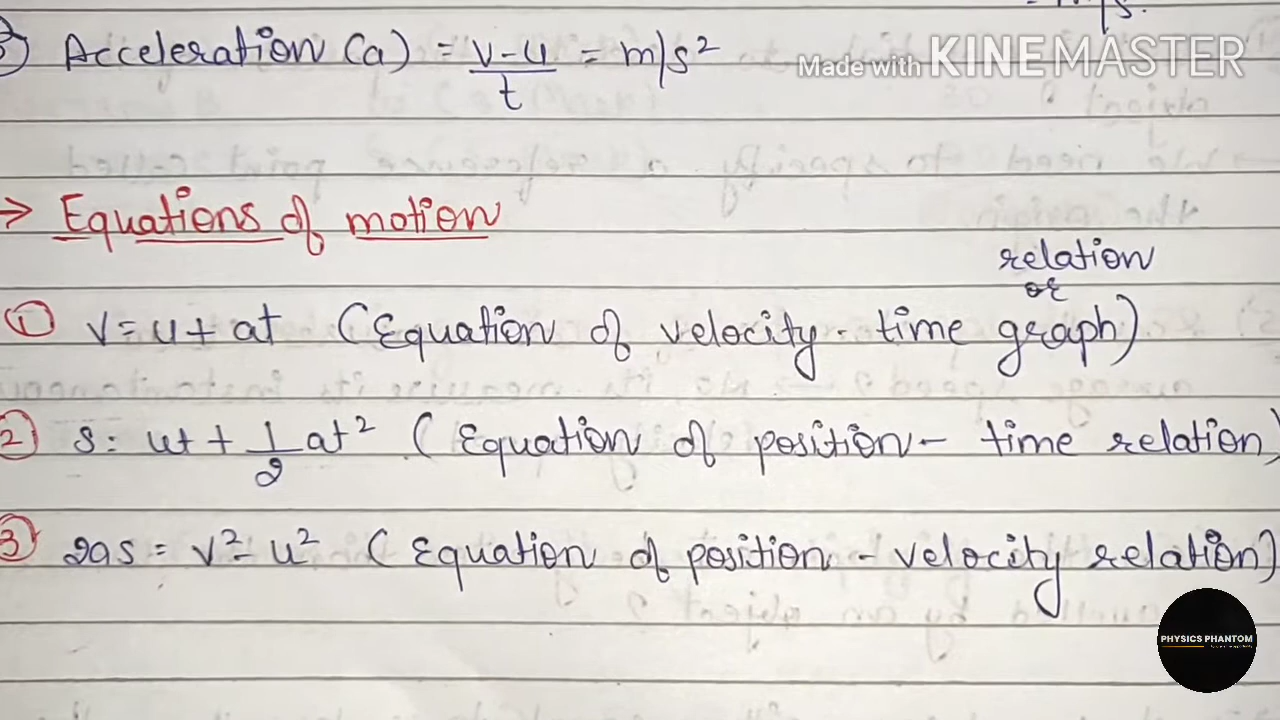 Acceleration (a) = v-u/t = m/s²
Made with KINEMASTER
→ Equations of motion
relation
or
① v = u + at (Equation of velocity - time graph)
② s = ut + 1/2 at² (Equation of position - time relation)
③ 2as = v² - u² (Equation of position - velocity relation)
PHYSICS PHANTOM